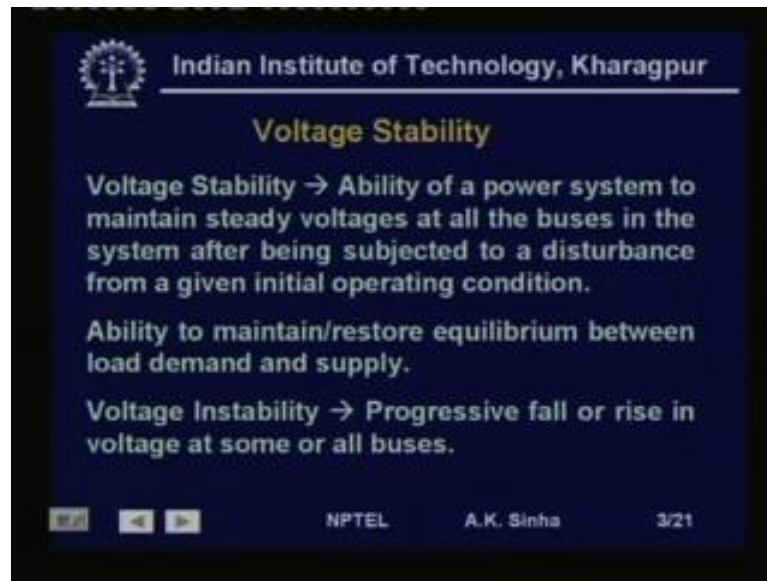 Indian Institute of Technology, Kharagpur
Voltage Stability
Voltage Stability → Ability of a power system to
maintain steady voltages at all the buses in the
system after being subjected to a disturbance
from a given initial operating condition.
Ability to maintain/restore equilibrium between
load demand and supply.
Voltage Instability → Progressive fall or rise in
voltage at some or all buses.
NPTEL A.K. Sinha 3/21